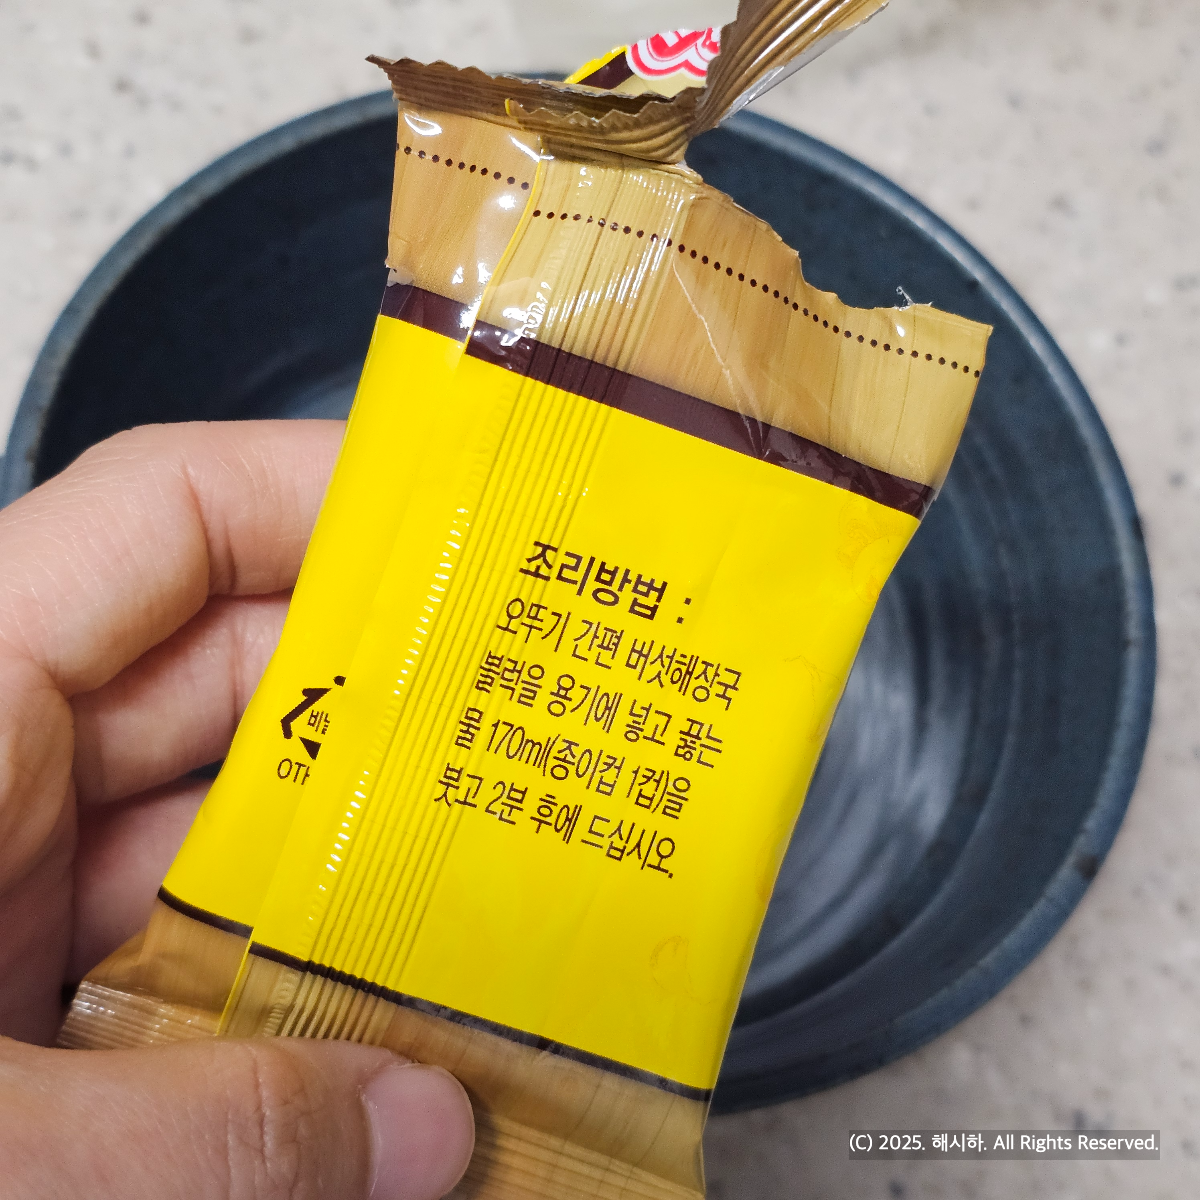 조리방법 :
오뚜기 간편 버섯해장국
블럭을 용기에 넣고 끓는
물 170ml(종이컵 1컵)을
붓고 2분 후에 드십시오.
(C) 2025. 해시하. All Rights Reserved.